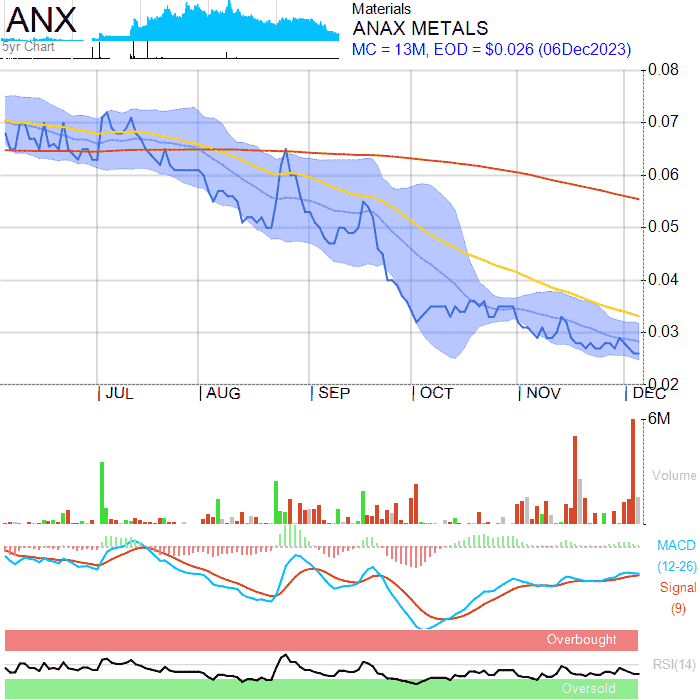 ANX
5yr Chart
Materials
ANAX METALS
MC = 13M, EOD = $0.026 (06Dec2023)
0.08
0.07
0.06
0.05
0.04
0.03
0.02
JUL AUG SEP OCT NOV DEC
6M
Volume
MACD
(12-26)
Signal
(9)
Overbought
RSI(14)
Oversold